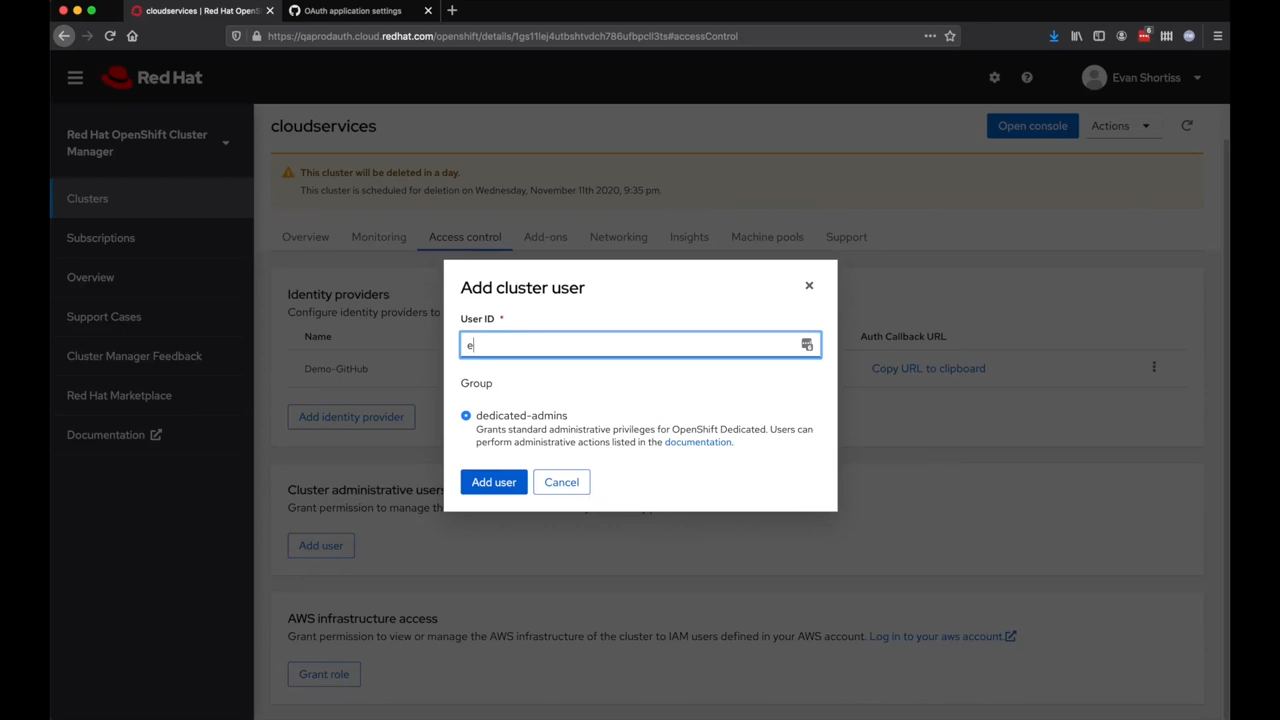 cloudservices | Red Hat OpenS
OAuth application settings
https://qaprodauth.cloud.redhat.com/openshift/details/1gs11lej4utbshtvdch786ufbpcll3ts#accessControl
6
Red Hat
Evan Shortiss
Red Hat OpenShift Cluster
Manager
Clusters
Subscriptions
Overview
Support Cases
Cluster Manager Feedback
Red Hat Marketplace
Documentation
cloudservices
Open console
Actions
This cluster will be deleted in a day.
This cluster is scheduled for deletion on Wednesday, November 11th 2020, 9:35 pm.
Overview
Monitoring
Access control
Add-ons
Networking
Insights
Machine pools
Support
Identity providers
Configure identity providers to
Name
Auth Callback URL
Demo-GitHub
Copy URL to clipboard
Add identity provider
Add cluster user
User ID *
e
Group
dedicated-admins
Grants standard administrative privileges for OpenShift Dedicated. Users can
perform administrative actions listed in the documentation.
Add user
Cancel
Cluster administrative users
Grant permission to manage the
Add user
AWS infrastructure access
Grant permission to view or manage the AWS infrastructure of the cluster to IAM users defined in your AWS account. Log in to your aws account.
Grant role